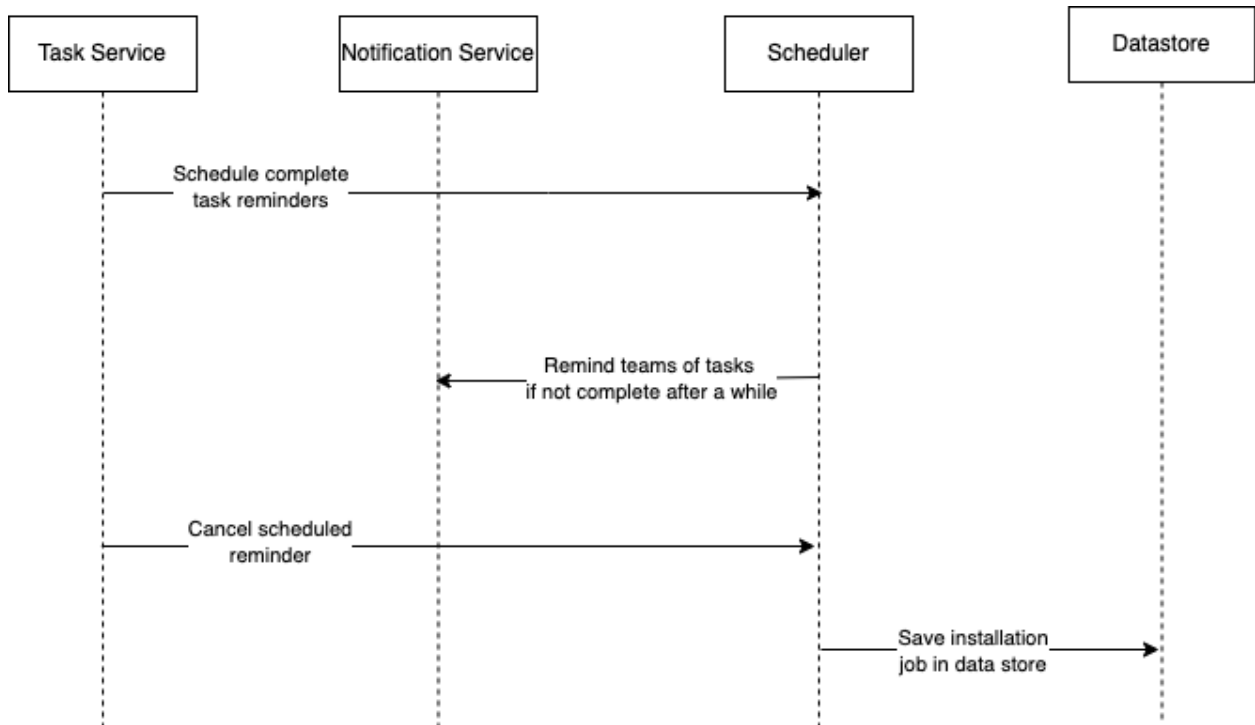 Task Service
Notification Service
Scheduler
Datastore
Schedule complete
task reminders
Remind teams of tasks
if not complete after a while
Cancel scheduled
reminder
Save installation
job in data store